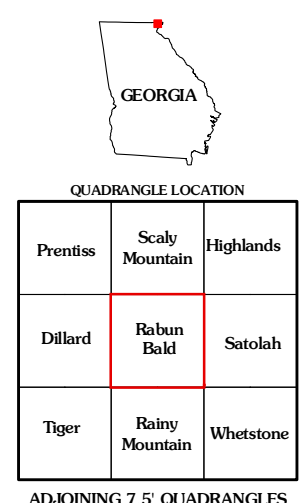 GEORGIA
QUADRANGLE LOCATION
Prentiss
Scaly
Mountain
Highlands
Dillard
Rabun
Bald
Satolah
Tiger
Rainy
Mountain
Whetstone
ADJOINING 7.5' QUADRANGLES